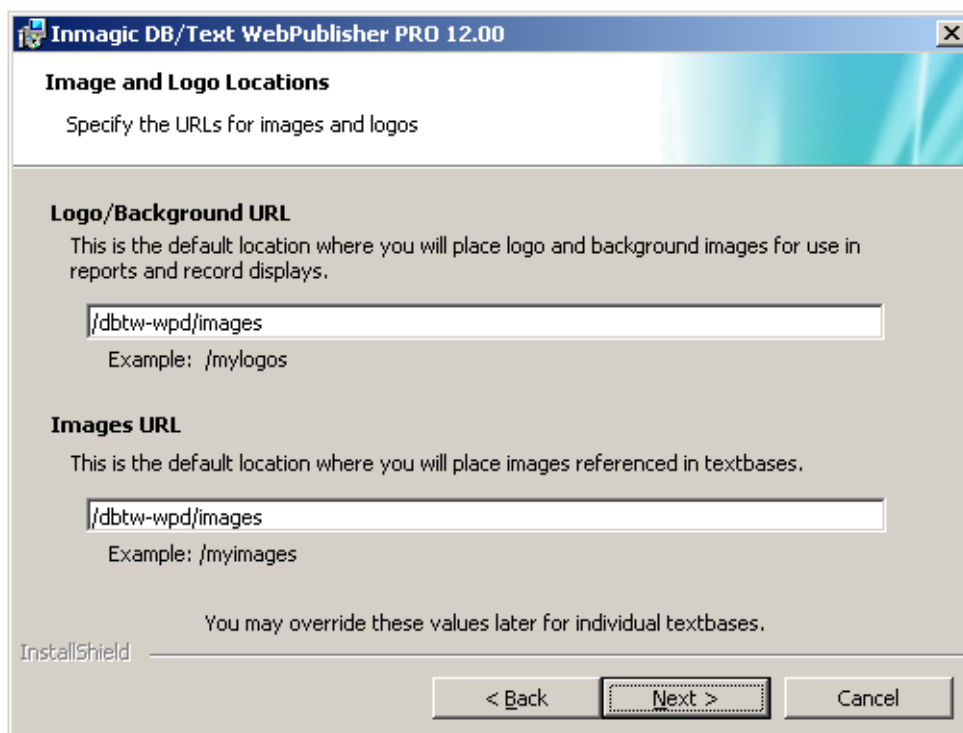 Inmagic DB/Text WebPublisher PRO 12.00
Image and Logo Locations
Specify the URLs for images and logos
Logo/Background URL
This is the default location where you will place logo and background images for use in
reports and record displays.
/dbtw-wpd/images
Example: /mylogos
Images URL
This is the default location where you will place images referenced in textbases.
/dbtw-wpd/images
Example: /myimages
You may override these values later for individual textbases.
InstallShield
< Back
Next >
Cancel